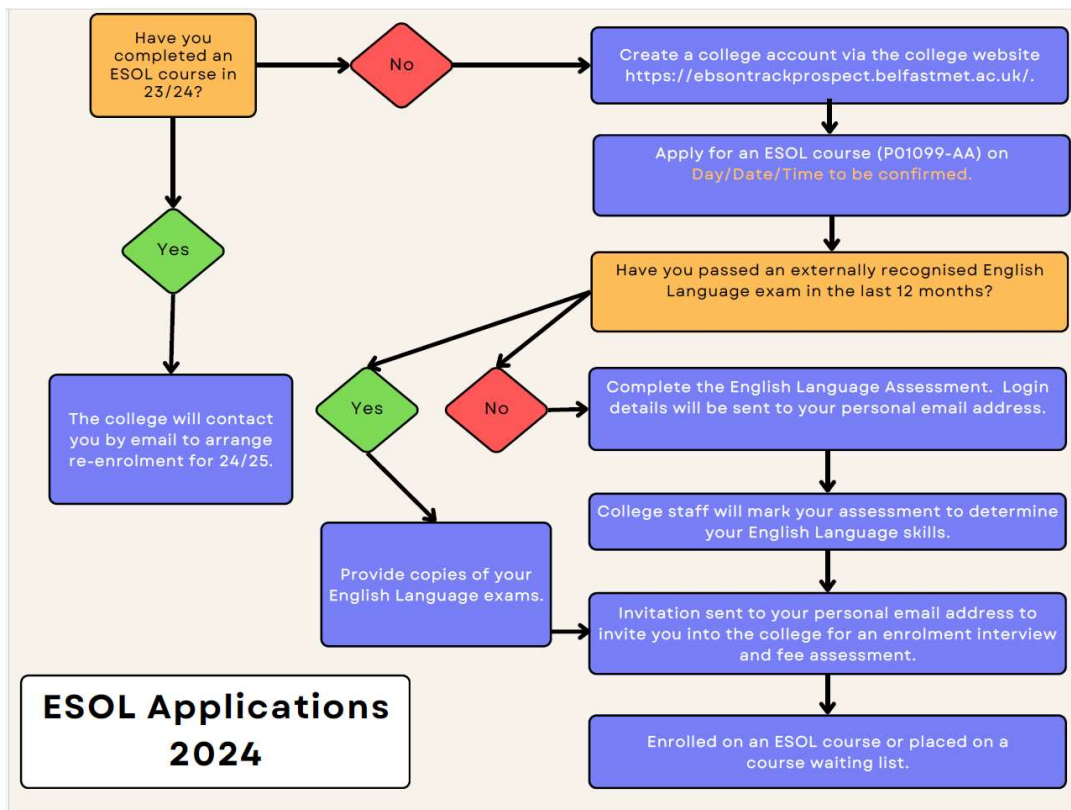 Have you
completed an
ESOL course in
23/24?
No
Create a college account via the college website
https://ebsontrackprospect.belfastmet.ac.uk/.
Apply for an ESOL course (P01099-AA) on
Day/Date/Time to be confirmed.
Yes
Have you passed an externally recognised English
Language exam in the last 12 months?
The college will contact
you by email to arrange
re-enrolment for 24/25.
Yes
No
Complete the English Language Assessment. Login
details will be sent to your personal email address.
College staff will mark your assessment to determine
your English Language skills.
Provide copies of your
English Language exams.
Invitation sent to your personal email address to
invite you into the college for an enrolment interview
and fee assessment.
ESOL Applications
2024
Enrolled on an ESOL course or placed on a
course waiting list.